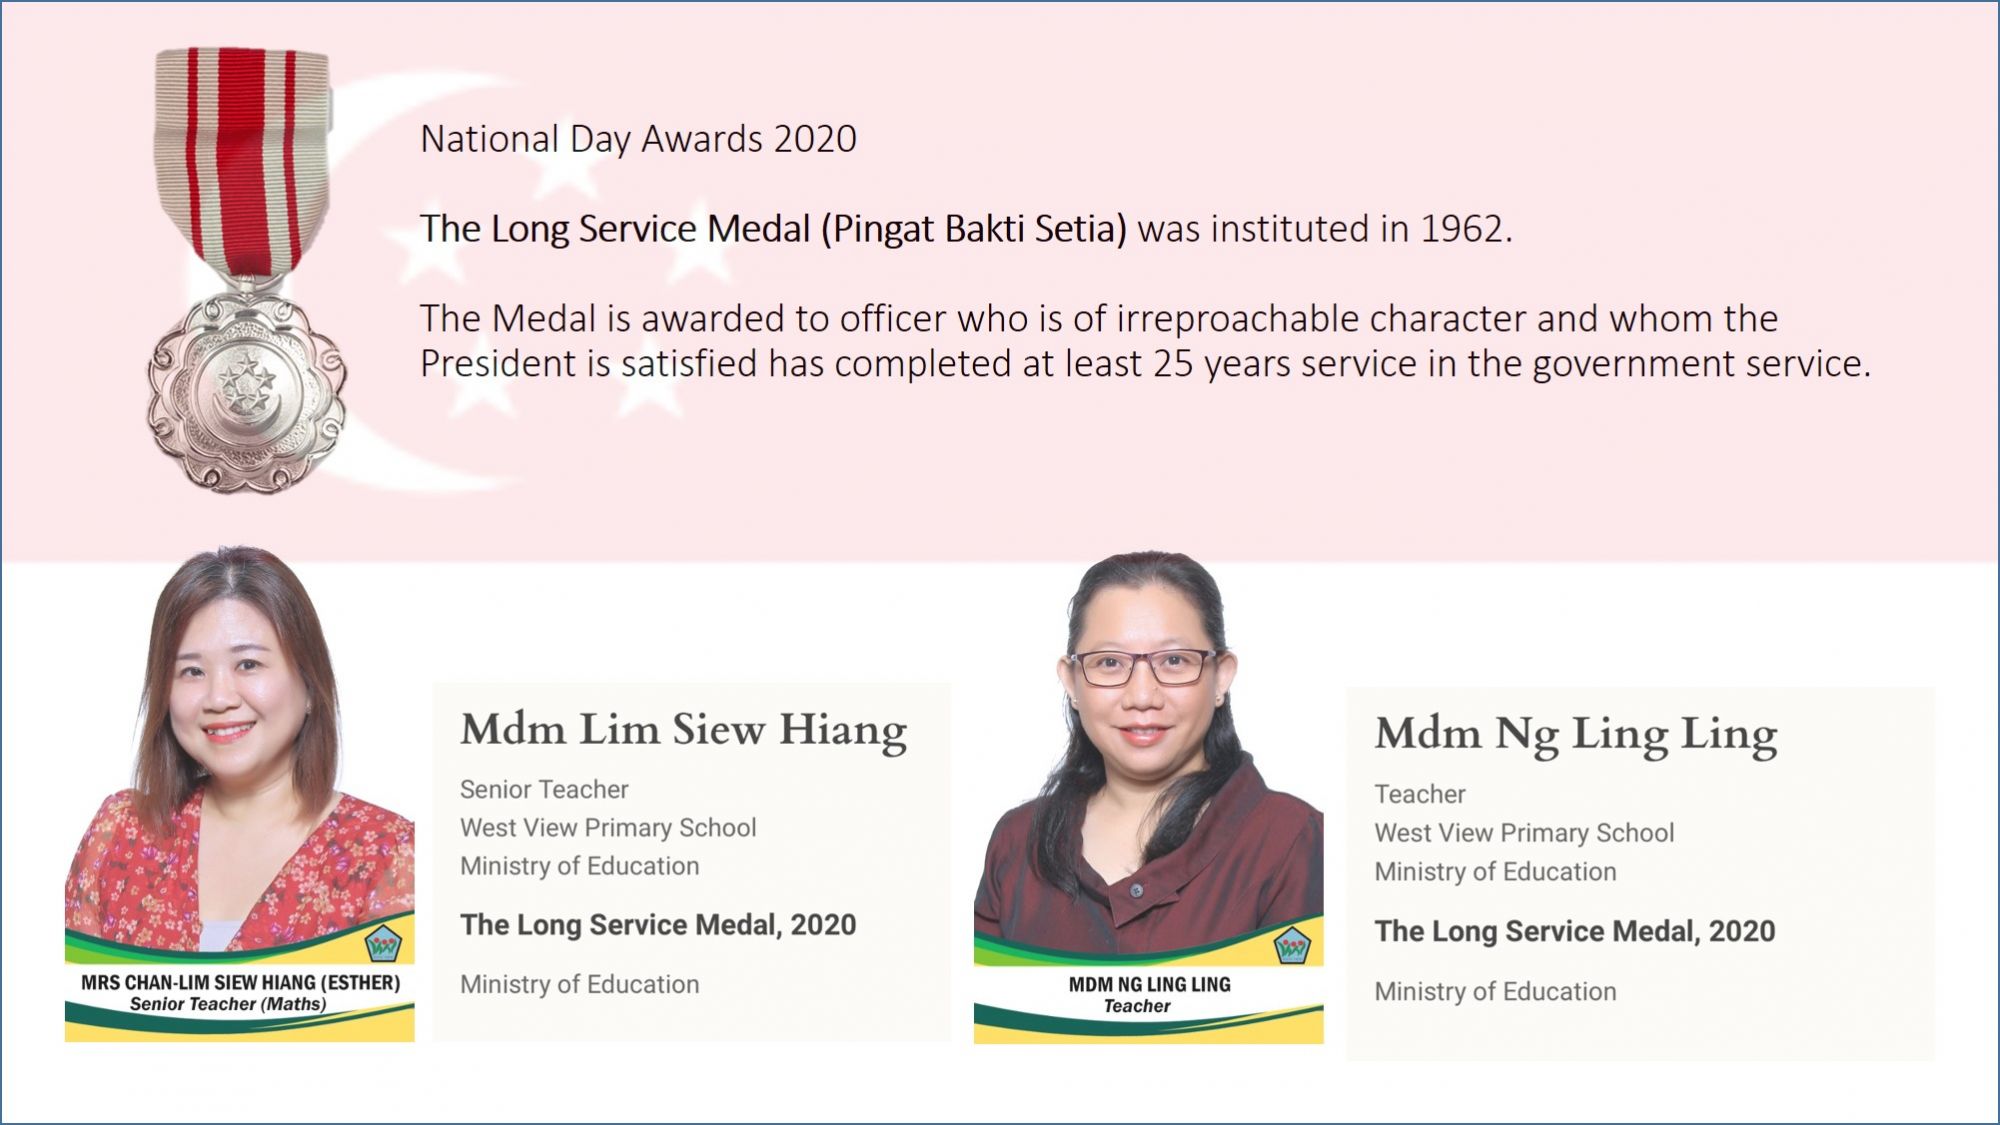 National Day Awards 2020
The Long Service Medal (Pingat Bakti Setia) was instituted in 1962.
The Medal is awarded to officer who is of irreproachable character and whom the
President is satisfied has completed at least 25 years service in the government service.
Mdm Lim Siew Hiang
Senior Teacher
West View Primary School
Ministry of Education
The Long Service Medal, 2020
Ministry of Education
MRS CHAN-LIM SIEW HIANG (ESTHER)
Senior Teacher (Maths)
Mdm Ng Ling Ling
Teacher
West View Primary School
Ministry of Education
The Long Service Medal, 2020
Ministry of Education
MDM NG LING LING
Teacher